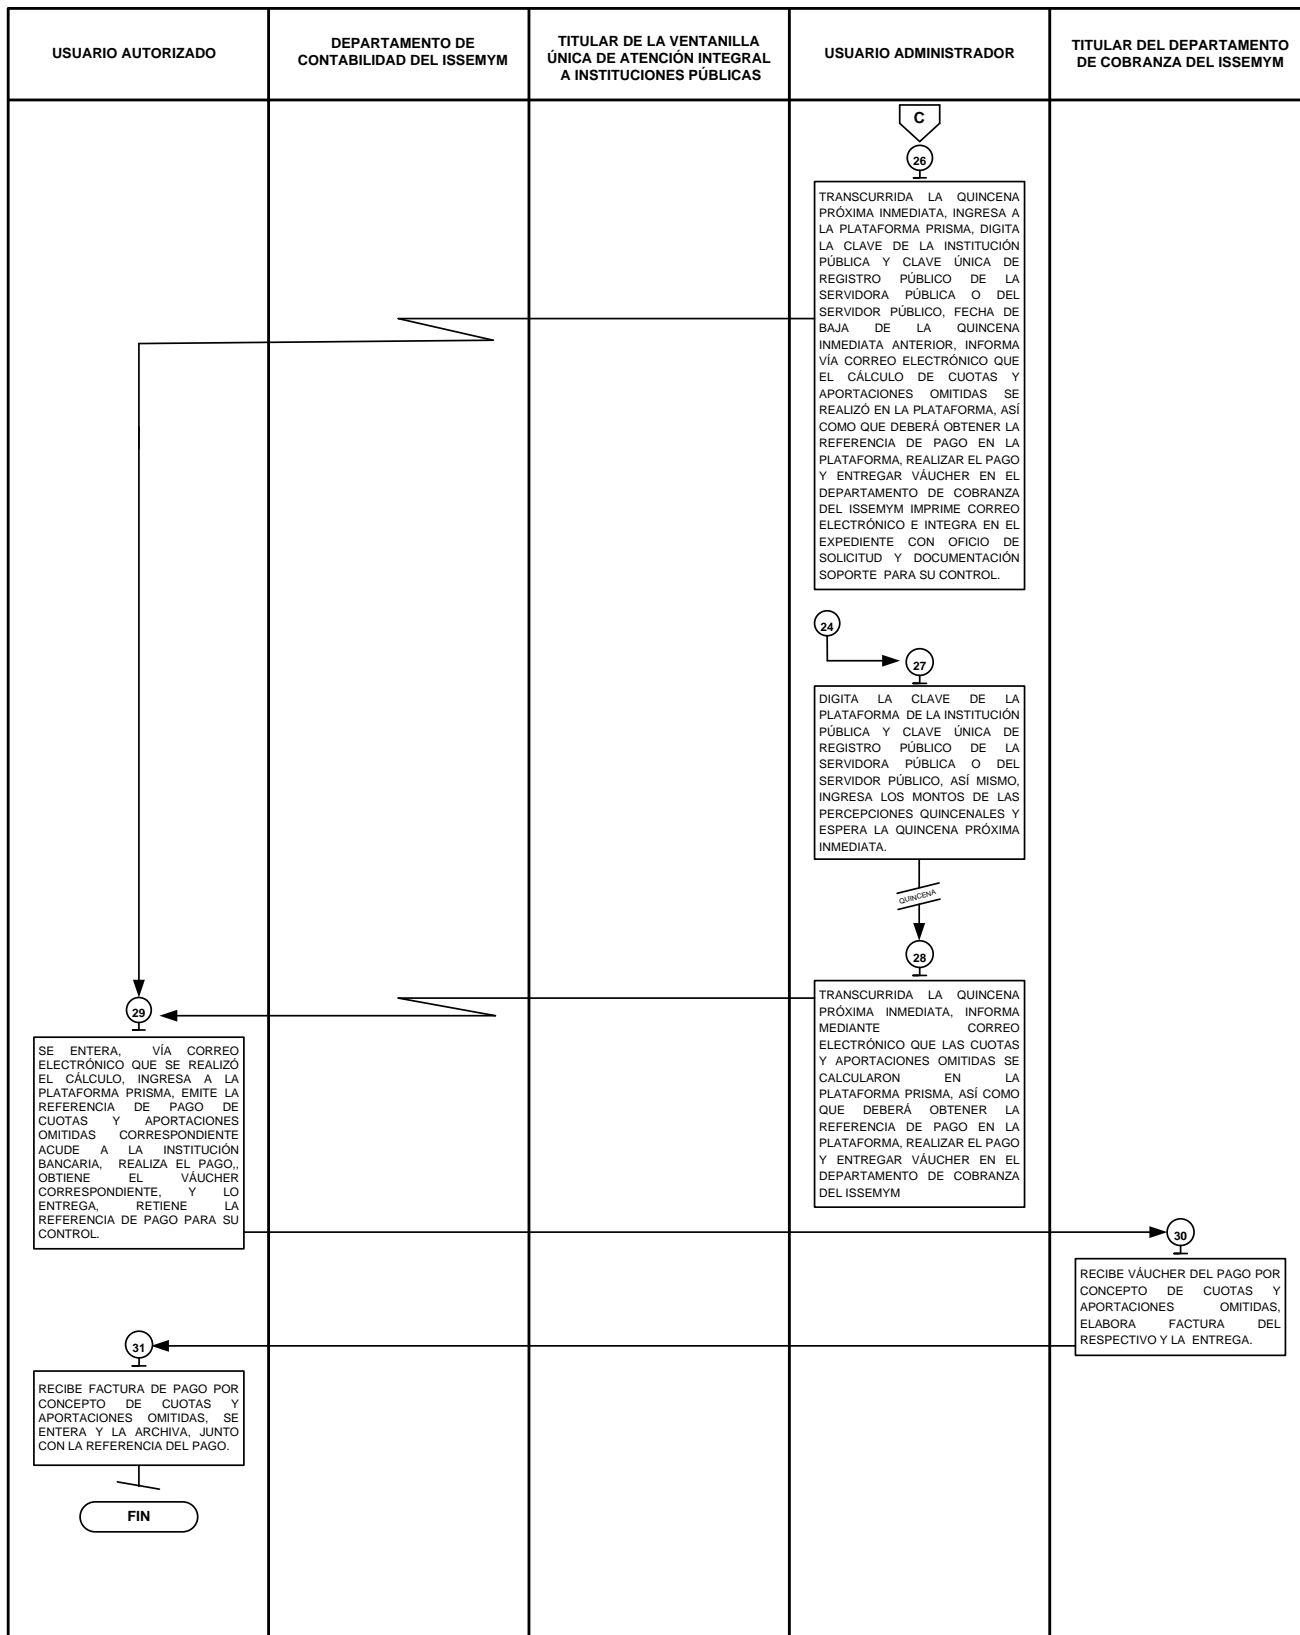 USUARIO AUTORIZADO
DEPARTAMENTO DE
CONTABILIDAD DEL ISSEMYM
TITULAR DE LA VENTANILLA
ÚNICA DE ATENCIÓN INTEGRAL
A INSTITUCIONES PÚBLICAS
USUARIO ADMINISTRADOR
TITULAR DEL DEPARTAMENTO
DE COBRANZA DEL ISSEMYM
C
26
TRANSCURRIDA LA QUINCENA
PRÓXIMA INMEDIATA, INGRESA A
LA PLATAFORMA PRISMA, DIGITA
LA CLAVE DE LA INSTITUCIÓN
PÚBLICA Y CLAVE ÚNICA DE
REGISTRO PÚBLICO DE LA
SERVIDORA PÚBLICA O DEL
SERVIDOR PÚBLICO, FECHA DE
BAJA DE LA QUINCENA
INMEDIATA ANTERIOR, INFORMA
VÍA CORREO ELECTRÓNICO QUE
EL CÁLCULO DE CUOTAS Y
APORTACIONES OMITIDAS SE
REALIZÓ EN LA PLATAFORMA, ASÍ
COMO QUE DEBERÁ OBTENER LA
REFERENCIA DE PAGO EN LA
PLATAFORMA, REALIZAR EL PAGO
Y ENTREGAR VÁUCHER EN EL
DEPARTAMENTO DE COBRANZA
DEL ISSEMYM IMPRIME CORREO
ELECTRÓNICO E INTEGRA EN EL
EXPEDIENTE CON OFICIO DE
SOLICITUD Y DOCUMENTACIÓN
SOPORTE PARA SU CONTROL.
24
27
DIGITA LA CLAVE DE LA
PLATAFORMA DE LA INSTITUCIÓN
PÚBLICA Y CLAVE ÚNICA DE
REGISTRO PÚBLICO DE LA
SERVIDORA PÚBLICA O DEL
SERVIDOR PÚBLICO, ASÍ MISMO,
INGRESA LOS MONTOS DE LAS
PERCEPCIONES QUINCENALES Y
ESPERA LA QUINCENA PRÓXIMA
INMEDIATA.
QUINCENA
28
TRANSCURRIDA LA QUINCENA
PRÓXIMA INMEDIATA, INFORMA
MEDIANTE CORREO
ELECTRÓNICO QUE LAS CUOTAS
Y APORTACIONES OMITIDAS SE
CALCULARON EN LA
PLATAFORMA PRISMA, ASÍ COMO
QUE DEBERÁ OBTENER LA
REFERENCIA DE PAGO EN LA
PLATAFORMA, REALIZAR EL PAGO
Y ENTREGAR VÁUCHER EN EL
DEPARTAMENTO DE COBRANZA
DEL ISSEMYM
29
SE ENTERA, VÍA CORREO
ELECTRÓNICO QUE SE REALIZÓ
EL CÁLCULO, INGRESA A LA
PLATAFORMA PRISMA, EMITE LA
REFERENCIA DE PAGO DE
CUOTAS Y APORTACIONES
OMITIDAS CORRESPONDIENTE
ACUDE A LA INSTITUCIÓN
BANCARIA, REALIZA EL PAGO,,
OBTIENE EL VÁUCHER
CORRESPONDIENTE, Y LO
ENTREGA, RETIENE LA
REFERENCIA DE PAGO PARA SU
CONTROL.
30
RECIBE VÁUCHER DEL PAGO POR
CONCEPTO DE CUOTAS Y
APORTACIONES OMITIDAS,
ELABORA FACTURA DEL
RESPECTIVO Y LA ENTREGA.
31
RECIBE FACTURA DE PAGO POR
CONCEPTO DE CUOTAS Y
APORTACIONES OMITIDAS, SE
ENTERA Y LA ARCHIVA, JUNTO
CON LA REFERENCIA DEL PAGO.
FIN